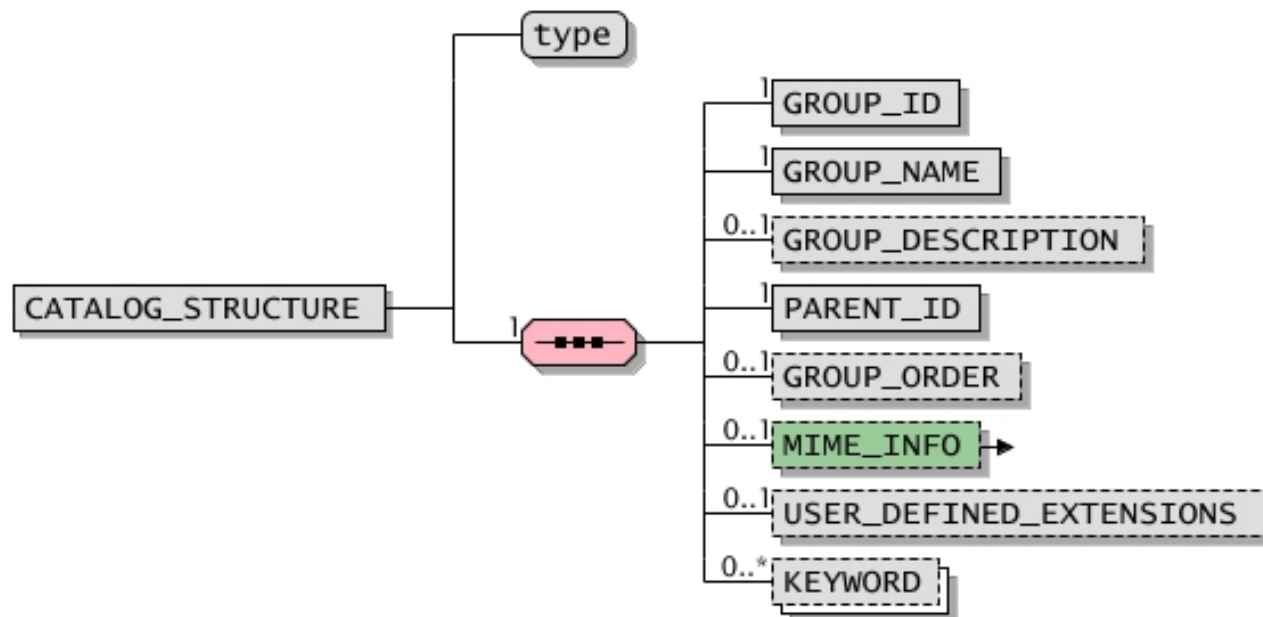 type
1 GROUP_ID
1 GROUP_NAME
0..1 GROUP_DESCRIPTION
CATALOG_STRUCTURE
1 PARENT_ID
1
0..1 GROUP_ORDER
0..1 MIME_INFO
0..1 USER_DEFINED_EXTENSIONS
0..* KEYWORD